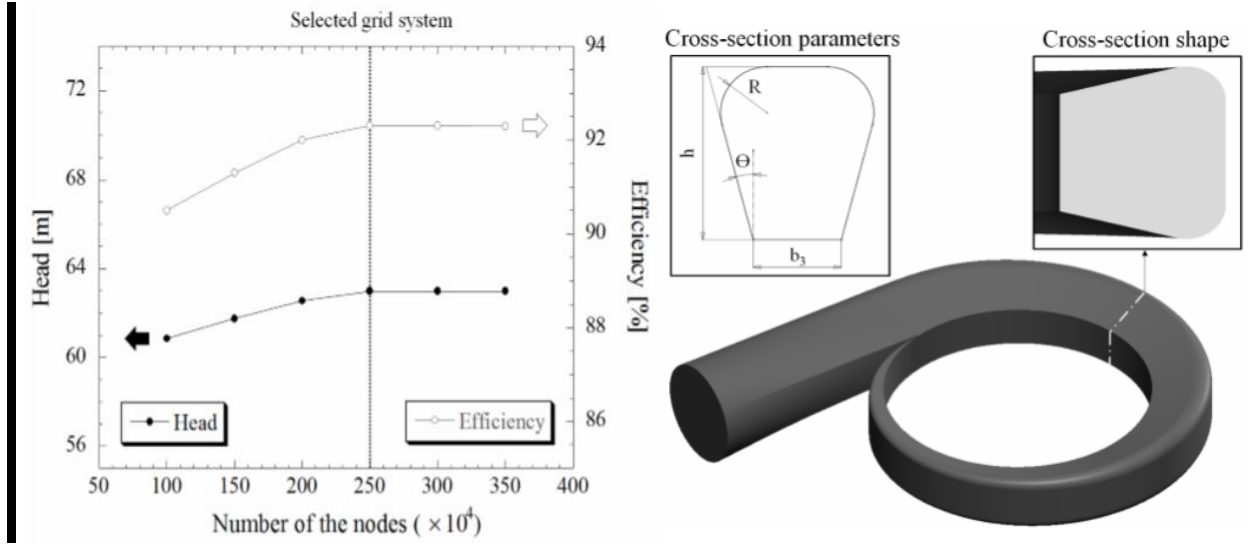 Selected grid system
94
92
90
88
86
72
68
64
60
56
Head [m]
Efficiency [%]
Head
Efficiency
50 100 150 200 250 300 350 400
Number of the nodes ( ×10⁴)
Cross-section parameters
R
h
Θ
b₃
Cross-section shape